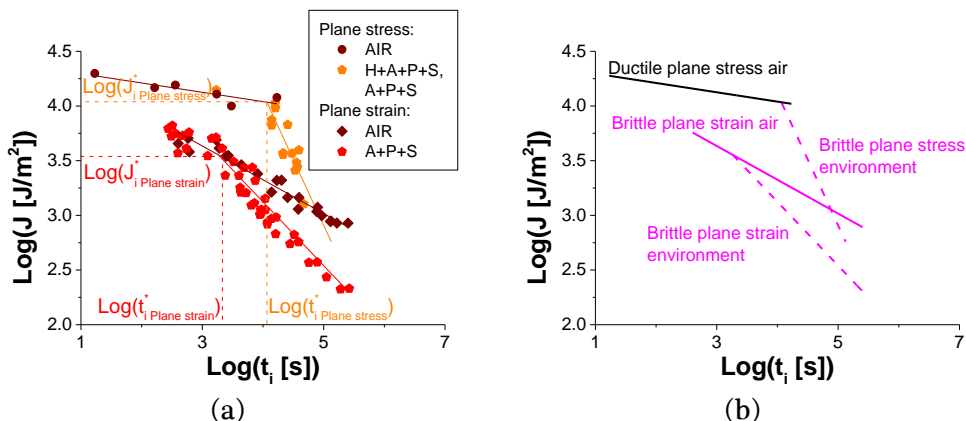 Plane stress:
AIR
H+A+P+S,
A+P+S
Plane strain:
AIR
A+P+S
4.5
4.0
3.5
3.0
2.5
2.0
Log(J [J/m²])
Log(J*i Plane stress)
Log(J*i Plane strain)
Log(t*i Plane strain)
Log(t*i Plane stress)
1
3
5
7
Log(ti [s])
(a)
4.5
4.0
3.5
3.0
2.5
2.0
Log(J [J/m²])
Ductile plane stress air
Brittle plane strain air
Brittle plane stress
environment
Brittle plane strain
environment
1
3
5
7
Log(ti [s])
(b)